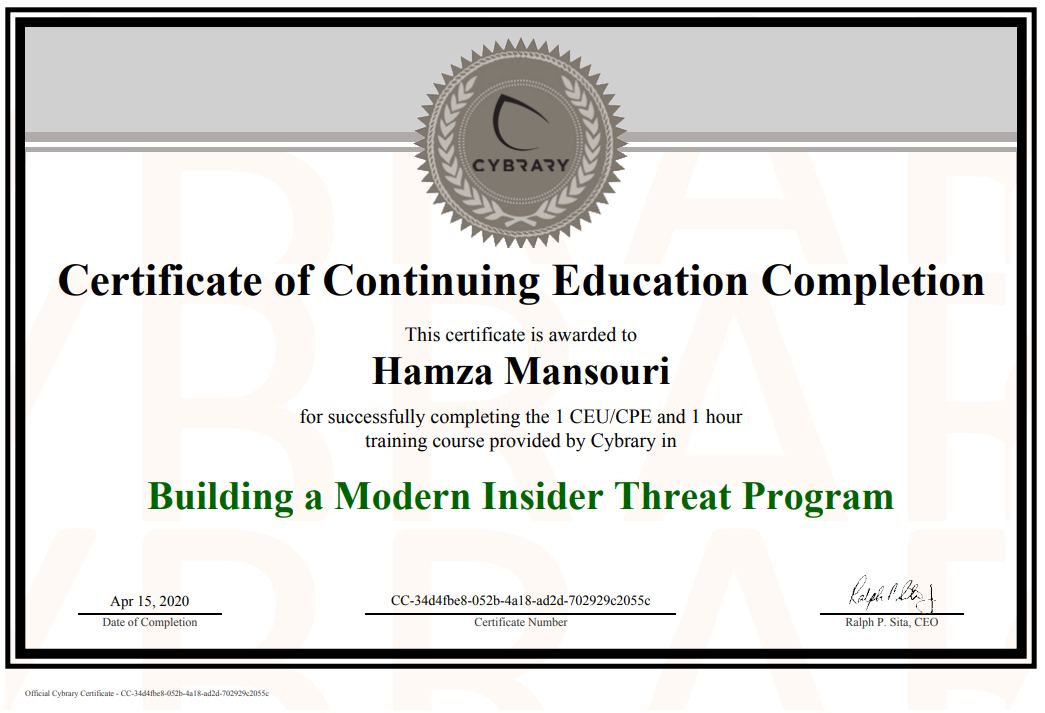 CYBRARY
Certificate of Continuing Education Completion
This certificate is awarded to
Hamza Mansouri
for successfully completing the 1 CEU/CPE and 1 hour
training course provided by Cybrary in
Building a Modern Insider Threat Program
Apr 15, 2020
Date of Completion
CC-34d4fbe8-052b-4a18-ad2d-702929c2055c
Certificate Number
Ralph P. Sita, CEO
Official Cybrary Certificate - CC-34d4fbe8-052b-4a18-ad2d-702929c2055c